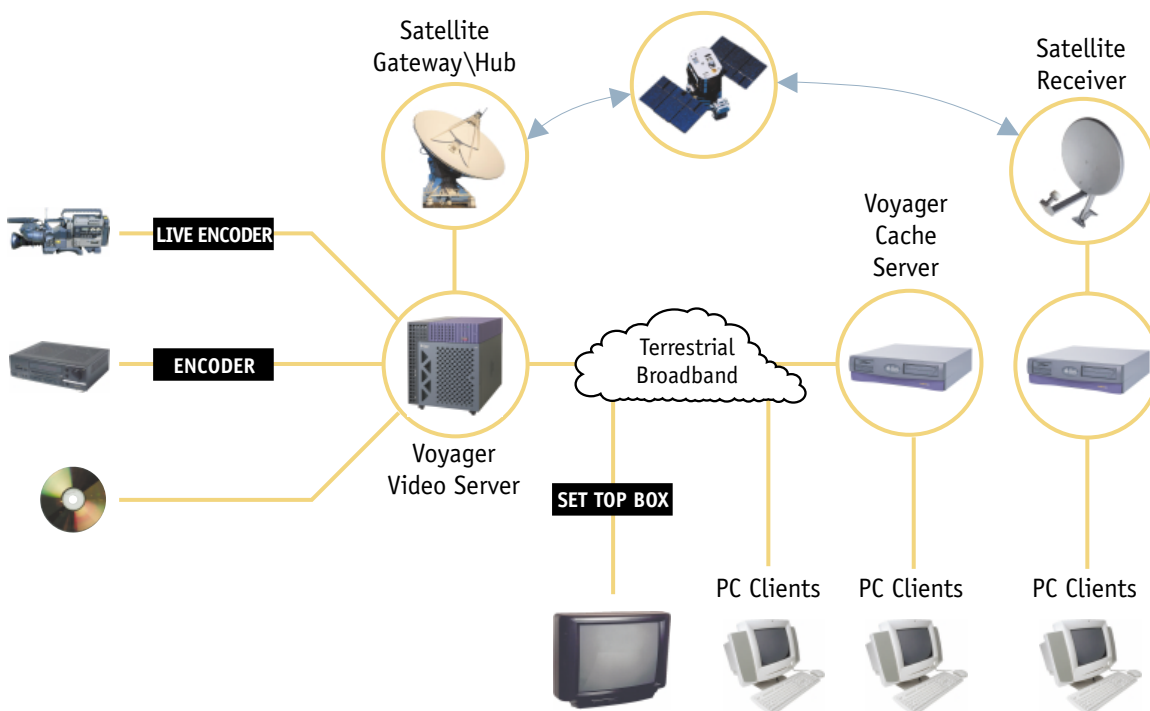 Satellite
Gateway\Hub
Satellite
Receiver
LIVE ENCODER
Voyager
Cache
Server
ENCODER
Terrestrial
Broadband
Voyager
Video Server
SET TOP BOX
PC Clients
PC Clients
PC Clients